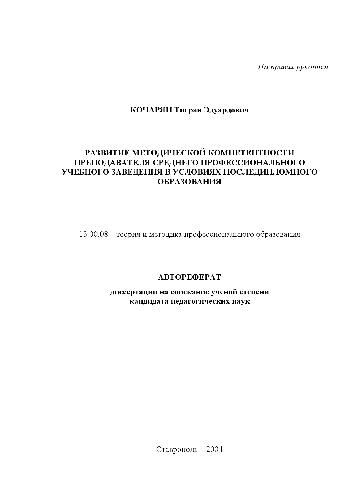 На правах рукописи
КОЧАРЯН Тигран Эдуардович
РАЗВИТИЕ МЕТОДИЧЕСКОЙ КОМПЕТЕНТНОСТИ
ПРЕПОДАВАТЕЛЯ СРЕДНЕГО ПРОФЕССИОНАЛЬНОГО
УЧЕБНОГО ЗАВЕДЕНИЯ В УСЛОВИЯХ ПОСЛЕДИПЛОМНОГО
ОБРАЗОВАНИЯ
13.00.08 – теория и методика профессионального образования
АВТОРЕФЕРАТ
диссертации на соискание ученой степени
кандидата педагогических наук
Ставрополь –